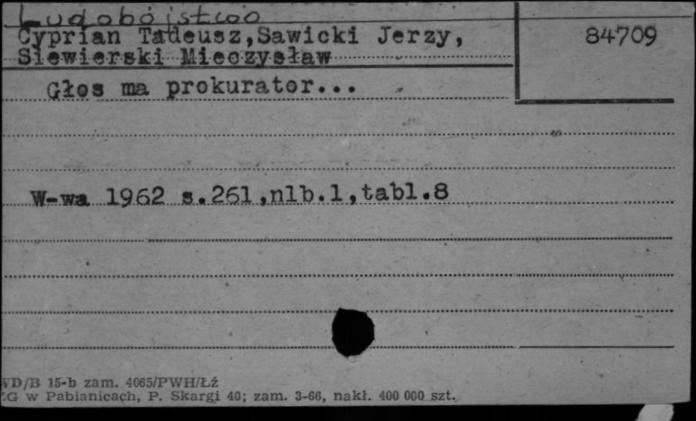 Ludobójstwo
Cyprian Tadeusz,Sawicki Jerzy,
Siewierski Mieczysław
84709
Głos ma prokurator...
W-wa 1962 s.261,nlb.1,tabl.8
WD/B 15-b zam. 4065/PWH/Łź
ZG w Pabianicach, P. Skargi 40; zam. 3-66, nakł. 400 000 szt.